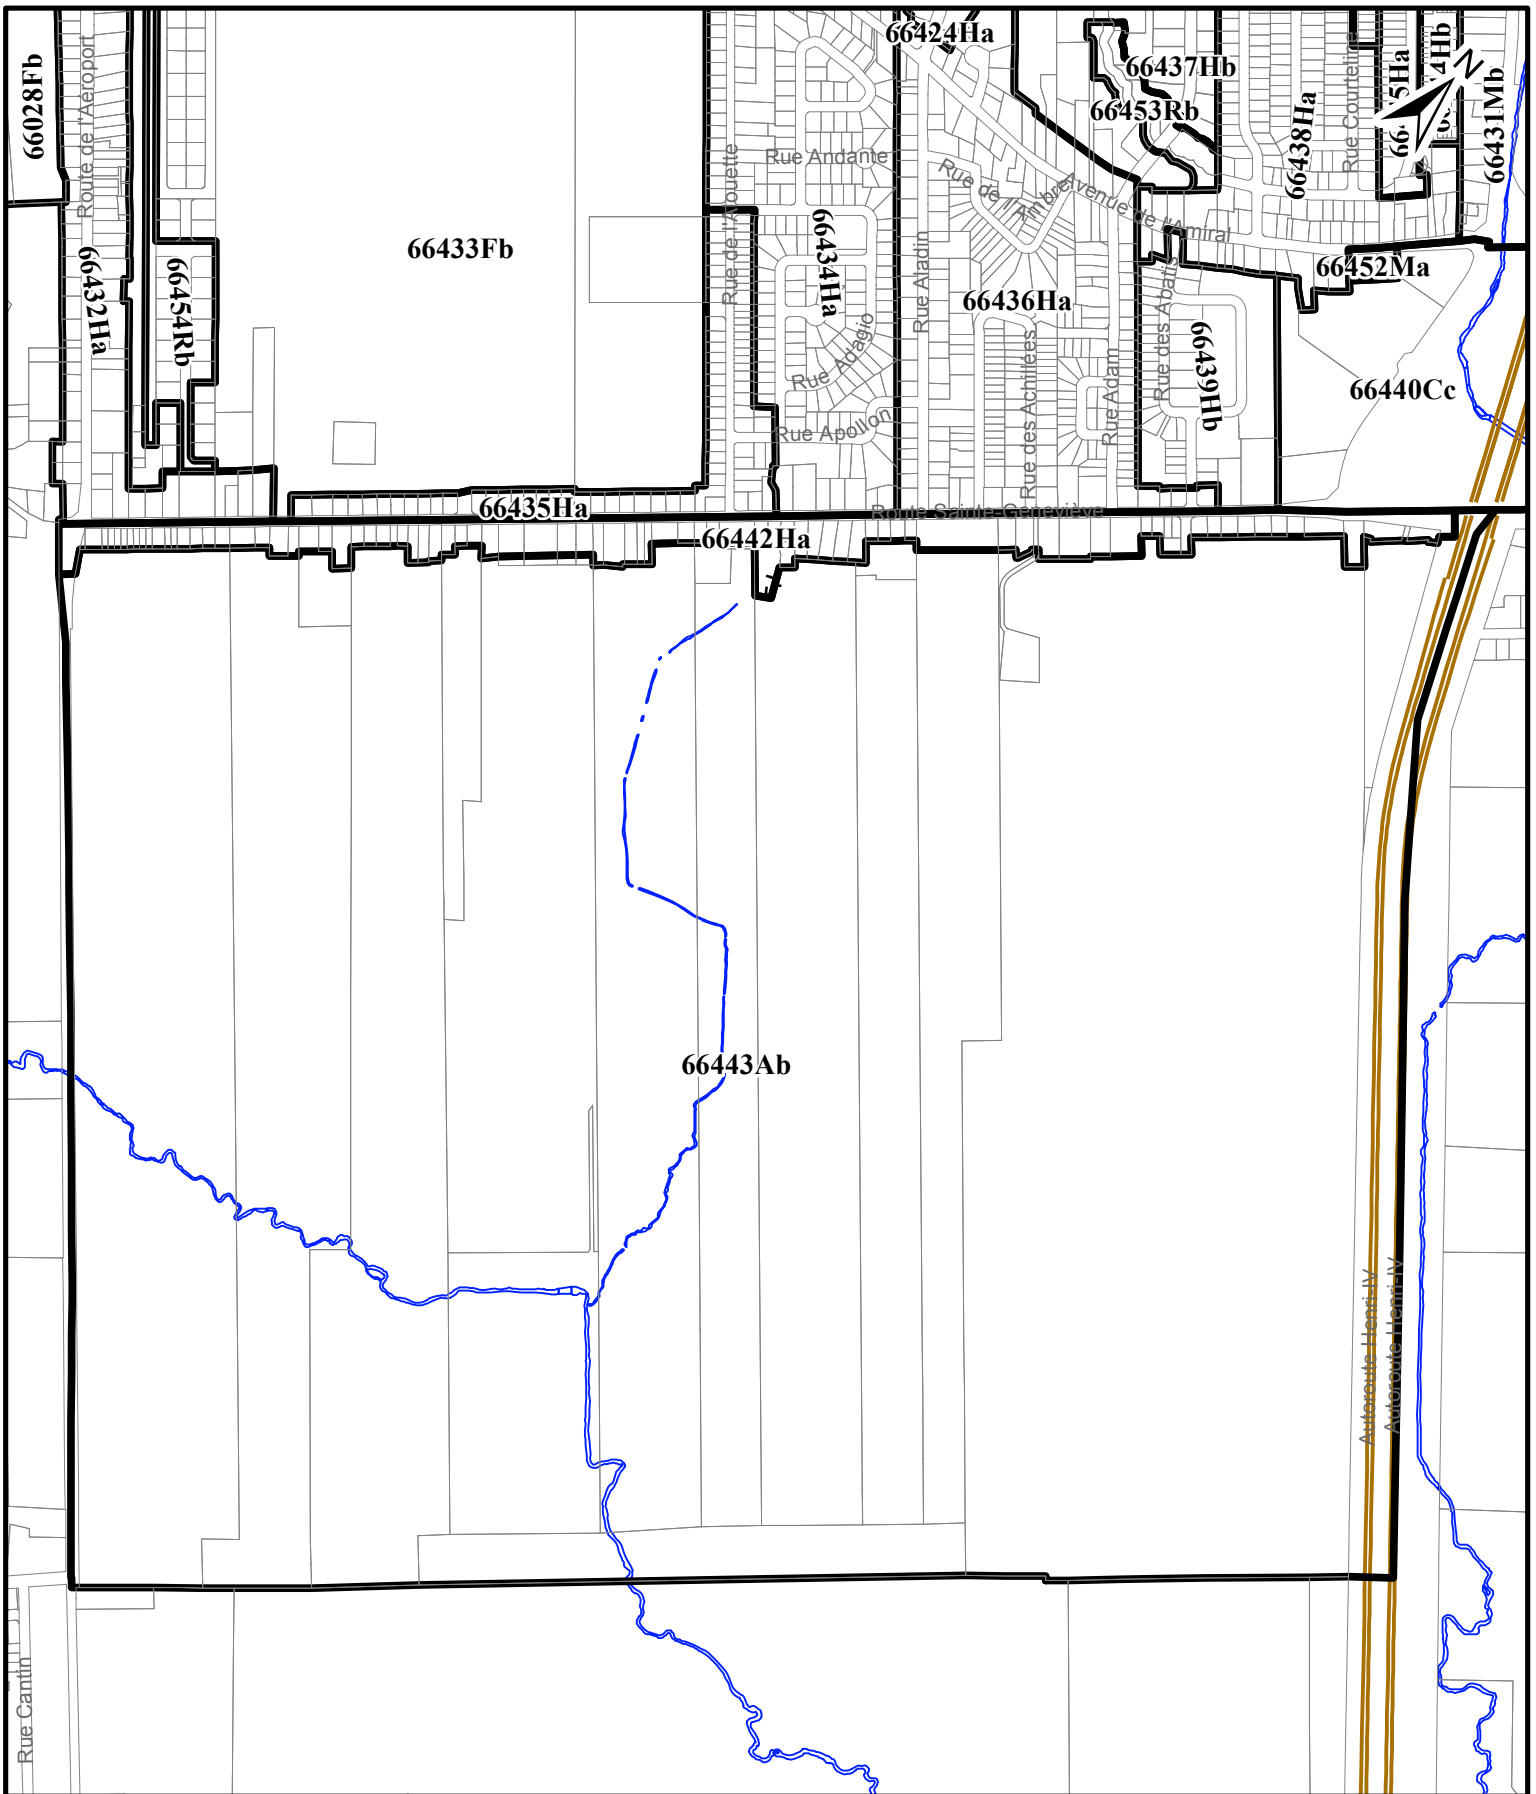 66424Ha
N
66028Fb
Route de l'Aéroport
66437Hb
66453Rb
66438Ha
Rue Courteline
66431Mb
Rue Andante
Rue de l'Alouette
Rue de l'Ambre
Avenue de l'Amiral
66433Fb
66434Ha
66432Ha
66454Rb
Rue Aladin
66436Ha
66452Ma
Rue des Abatis
66439Hb
66440Cc
Rue Adagio
Rue Apollon
Rue des Achillées
Rue Adam
66435Ha
Route Sainte-Geneviève
66442Ha
66443Ab
Autoroute Henri-IV
Autoroute Henri-IV
Rue Cantin